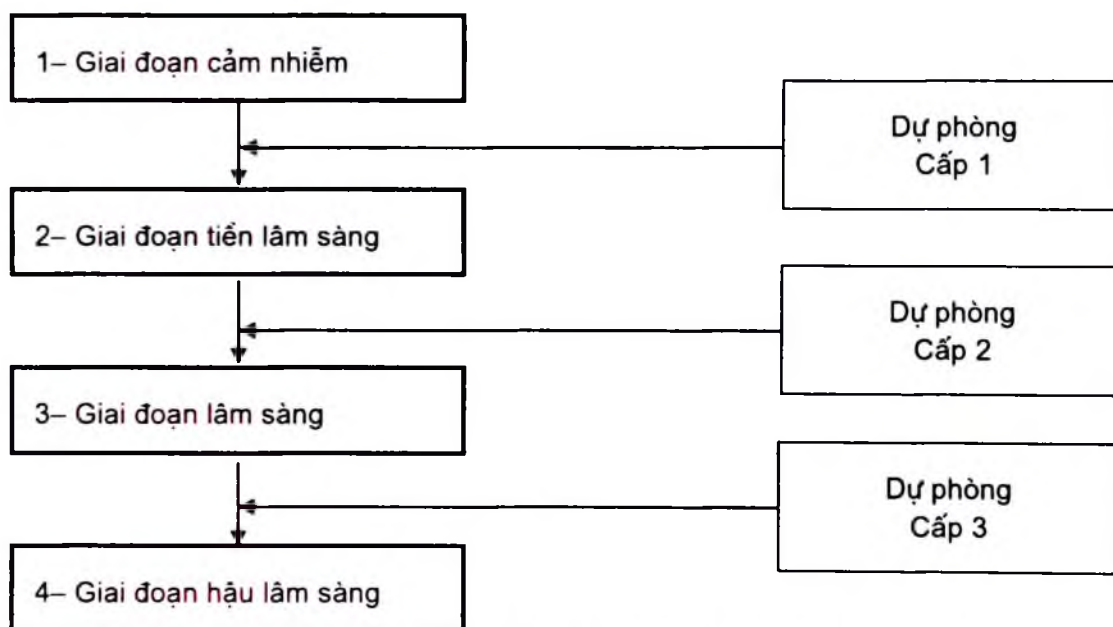 1– Giai đoạn cảm nhiễm
Dự phòng
Cấp 1
2– Giai đoạn tiền lâm sàng
Dự phòng
Cấp 2
3– Giai đoạn lâm sàng
Dự phòng
Cấp 3
4– Giai đoạn hậu lâm sàng